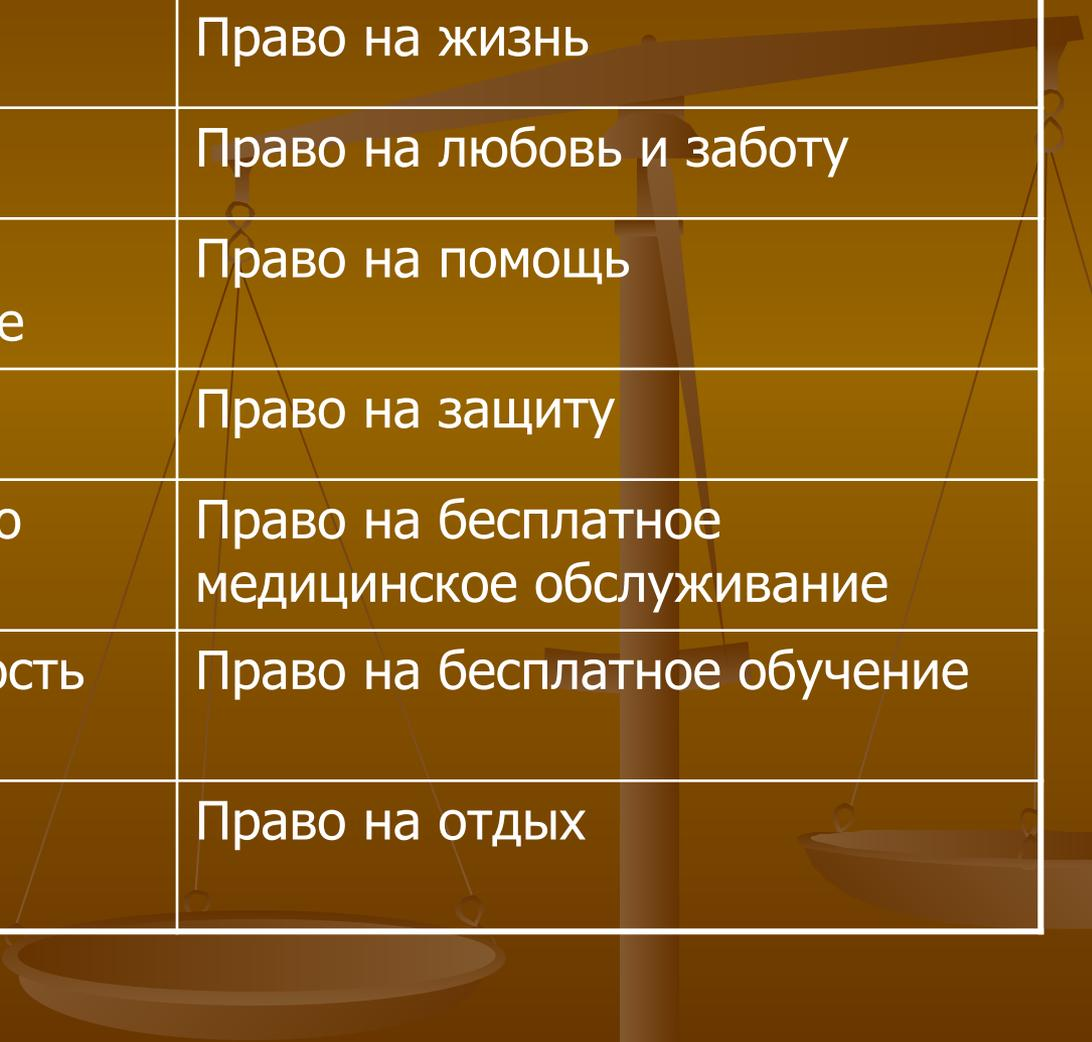 Право на жизнь
Право на любовь и заботу
Право на помощь
е
Право на защиту
о Право на бесплатное
медицинское обслуживание
ость Право на бесплатное обучение
Право на отдых